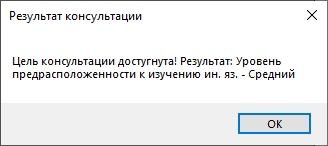 Результат консультации
Цель консультации достугнута! Результат: Уровень
предрасположенности к изучению ин. яз. - Средний
OK